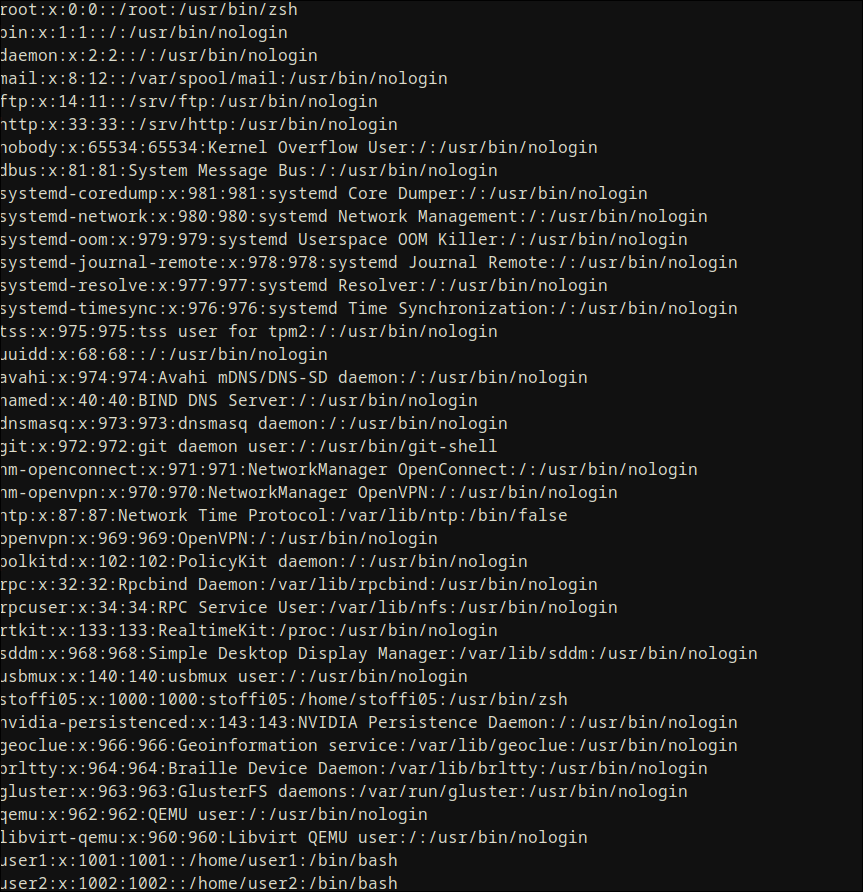 root:x:0:0::/root:/usr/bin/zsh
bin:x:1:1::/:/usr/bin/nologin
daemon:x:2:2::/:/usr/bin/nologin
mail:x:8:12::/var/spool/mail:/usr/bin/nologin
ftp:x:14:11::/srv/ftp:/usr/bin/nologin
http:x:33:33::/srv/http:/usr/bin/nologin
nobody:x:65534:65534:Kernel Overflow User:/:/usr/bin/nologin
dbus:x:81:81:System Message Bus:/:/usr/bin/nologin
systemd-coredump:x:981:981:systemd Core Dumper:/:/usr/bin/nologin
systemd-network:x:980:980:systemd Network Management:/:/usr/bin/nologin
systemd-oom:x:979:979:systemd Userspace OOM Killer:/:/usr/bin/nologin
systemd-journal-remote:x:978:978:systemd Journal Remote:/:/usr/bin/nologin
systemd-resolve:x:977:977:systemd Resolver:/:/usr/bin/nologin
systemd-timesync:x:976:976:systemd Time Synchronization:/:/usr/bin/nologin
tss:x:975:975:tss user for tpm2:/:/usr/bin/nologin
uuidd:x:68:68::/:/usr/bin/nologin
avahi:x:974:974:Avahi mDNS/DNS-SD daemon:/:/usr/bin/nologin
named:x:40:40:BIND DNS Server:/:/usr/bin/nologin
dnsmasq:x:973:973:dnsmasq daemon:/:/usr/bin/nologin
git:x:972:972:git daemon user:/:/usr/bin/git-shell
nm-openconnect:x:971:971:NetworkManager OpenConnect:/:/usr/bin/nologin
nm-openvpn:x:970:970:NetworkManager OpenVPN:/:/usr/bin/nologin
ntp:x:87:87:Network Time Protocol:/var/lib/ntp:/bin/false
openvpn:x:969:969:OpenVPN:/:/usr/bin/nologin
polkitd:x:102:102:PolicyKit daemon:/:/usr/bin/nologin
rpc:x:32:32:Rpcbind Daemon:/var/lib/rpcbind:/usr/bin/nologin
rpcuser:x:34:34:RPC Service User:/var/lib/nfs:/usr/bin/nologin
rtkit:x:133:133:RealtimeKit:/proc:/usr/bin/nologin
sddm:x:968:968:Simple Desktop Display Manager:/var/lib/sddm:/usr/bin/nologin
usbmux:x:140:140:usbmux user:/:/usr/bin/nologin
stoffi05:x:1000:1000:stoffi05:/home/stoffi05:/usr/bin/zsh
nvidia-persistenced:x:143:143:NVIDIA Persistence Daemon:/:/usr/bin/nologin
geoclue:x:966:966:Geoinformation service:/var/lib/geoclue:/usr/bin/nologin
brltty:x:964:964:Braille Device Daemon:/var/lib/brltty:/usr/bin/nologin
gluster:x:963:963:GlusterFS daemons:/var/run/gluster:/usr/bin/nologin
qemu:x:962:962:QEMU user:/:/usr/bin/nologin
libvirt-qemu:x:960:960:Libvirt QEMU user:/:/usr/bin/nologin
user1:x:1001:1001::/home/user1:/bin/bash
user2:x:1002:1002::/home/user2:/bin/bash